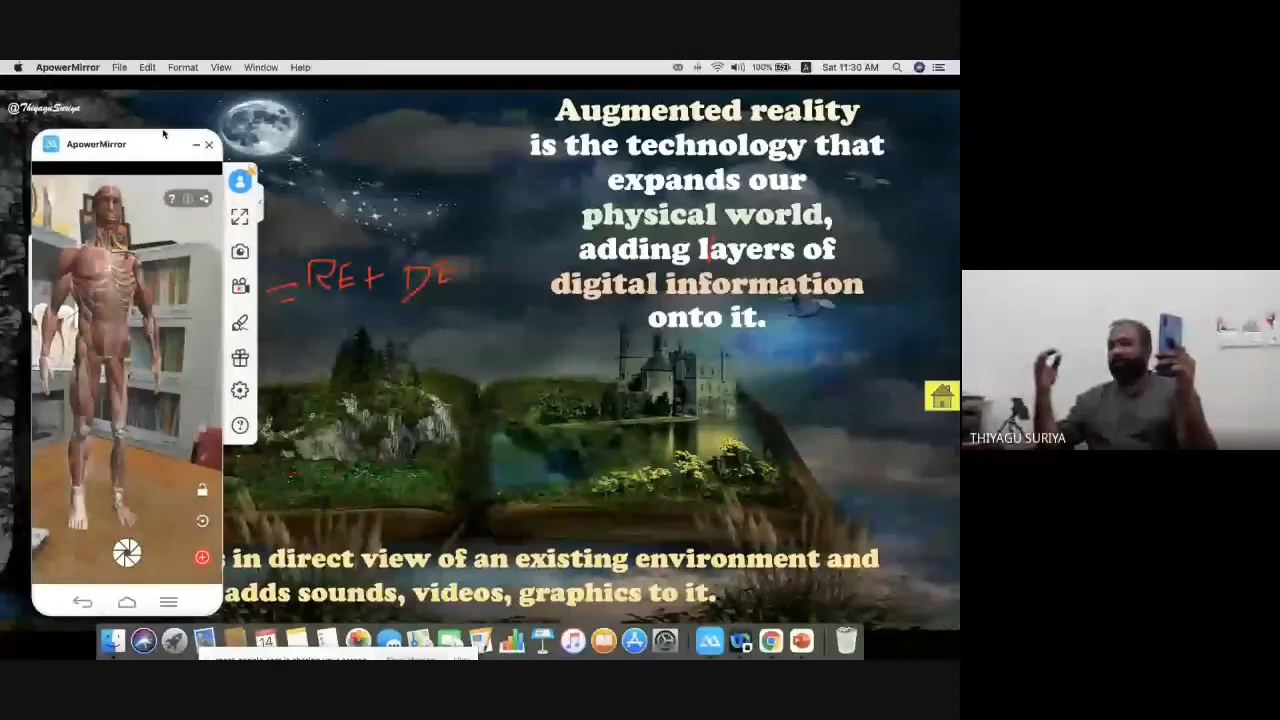 ApowerMirror File Edit Format View Window Help
100% Sat 11:30 AM
@ThiyaguSuriya
ApowerMirror
Augmented reality
is the technology that
expands our
physical world,
adding layers of
digital information
onto it.
= RE+ DE
in direct view of an existing environment and
adds sounds, videos, graphics to it.
14
THIYAGU SURIYA